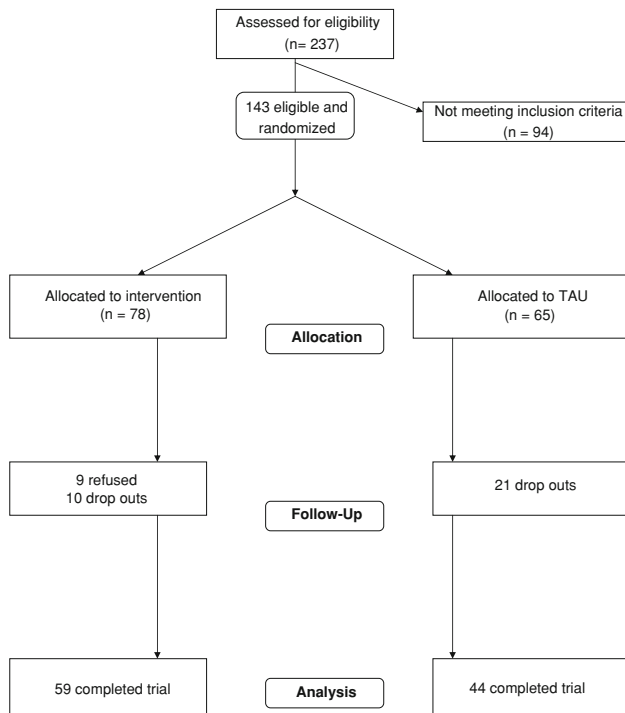 Assessed for eligibility
(n= 237)
143 eligible and
randomized
Not meeting inclusion criteria
(n = 94)
Allocated to intervention
(n = 78)
Allocated to TAU
(n = 65)
Allocation
9 refused
10 drop outs
21 drop outs
Follow-Up
59 completed trial
44 completed trial
Analysis